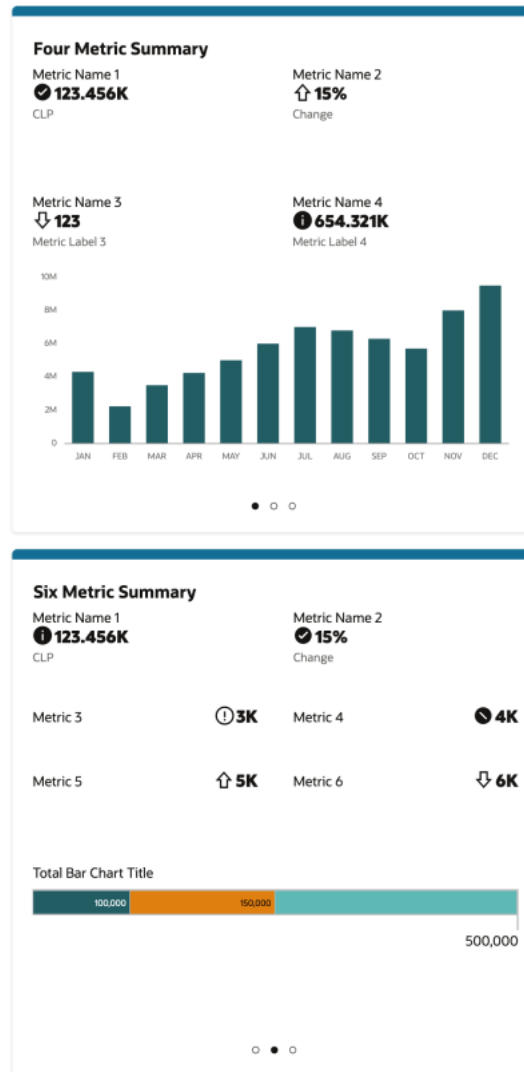 Four Metric Summary
Metric Name 1
123.456K
CLP
Metric Name 2
15%
Change
Metric Name 3
123
Metric Label 3
Metric Name 4
654.321K
Metric Label 4
10M
8M
6M
4M
2M
0
JAN FEB MAR APR MAY JUN JUL AUG SEP OCT NOV DEC
Six Metric Summary
Metric Name 1
123.456K
CLP
Metric Name 2
15%
Change
Metric 3 3K
Metric 4 4K
Metric 5 5K
Metric 6 6K
Total Bar Chart Title
100,000 150,000
500,000